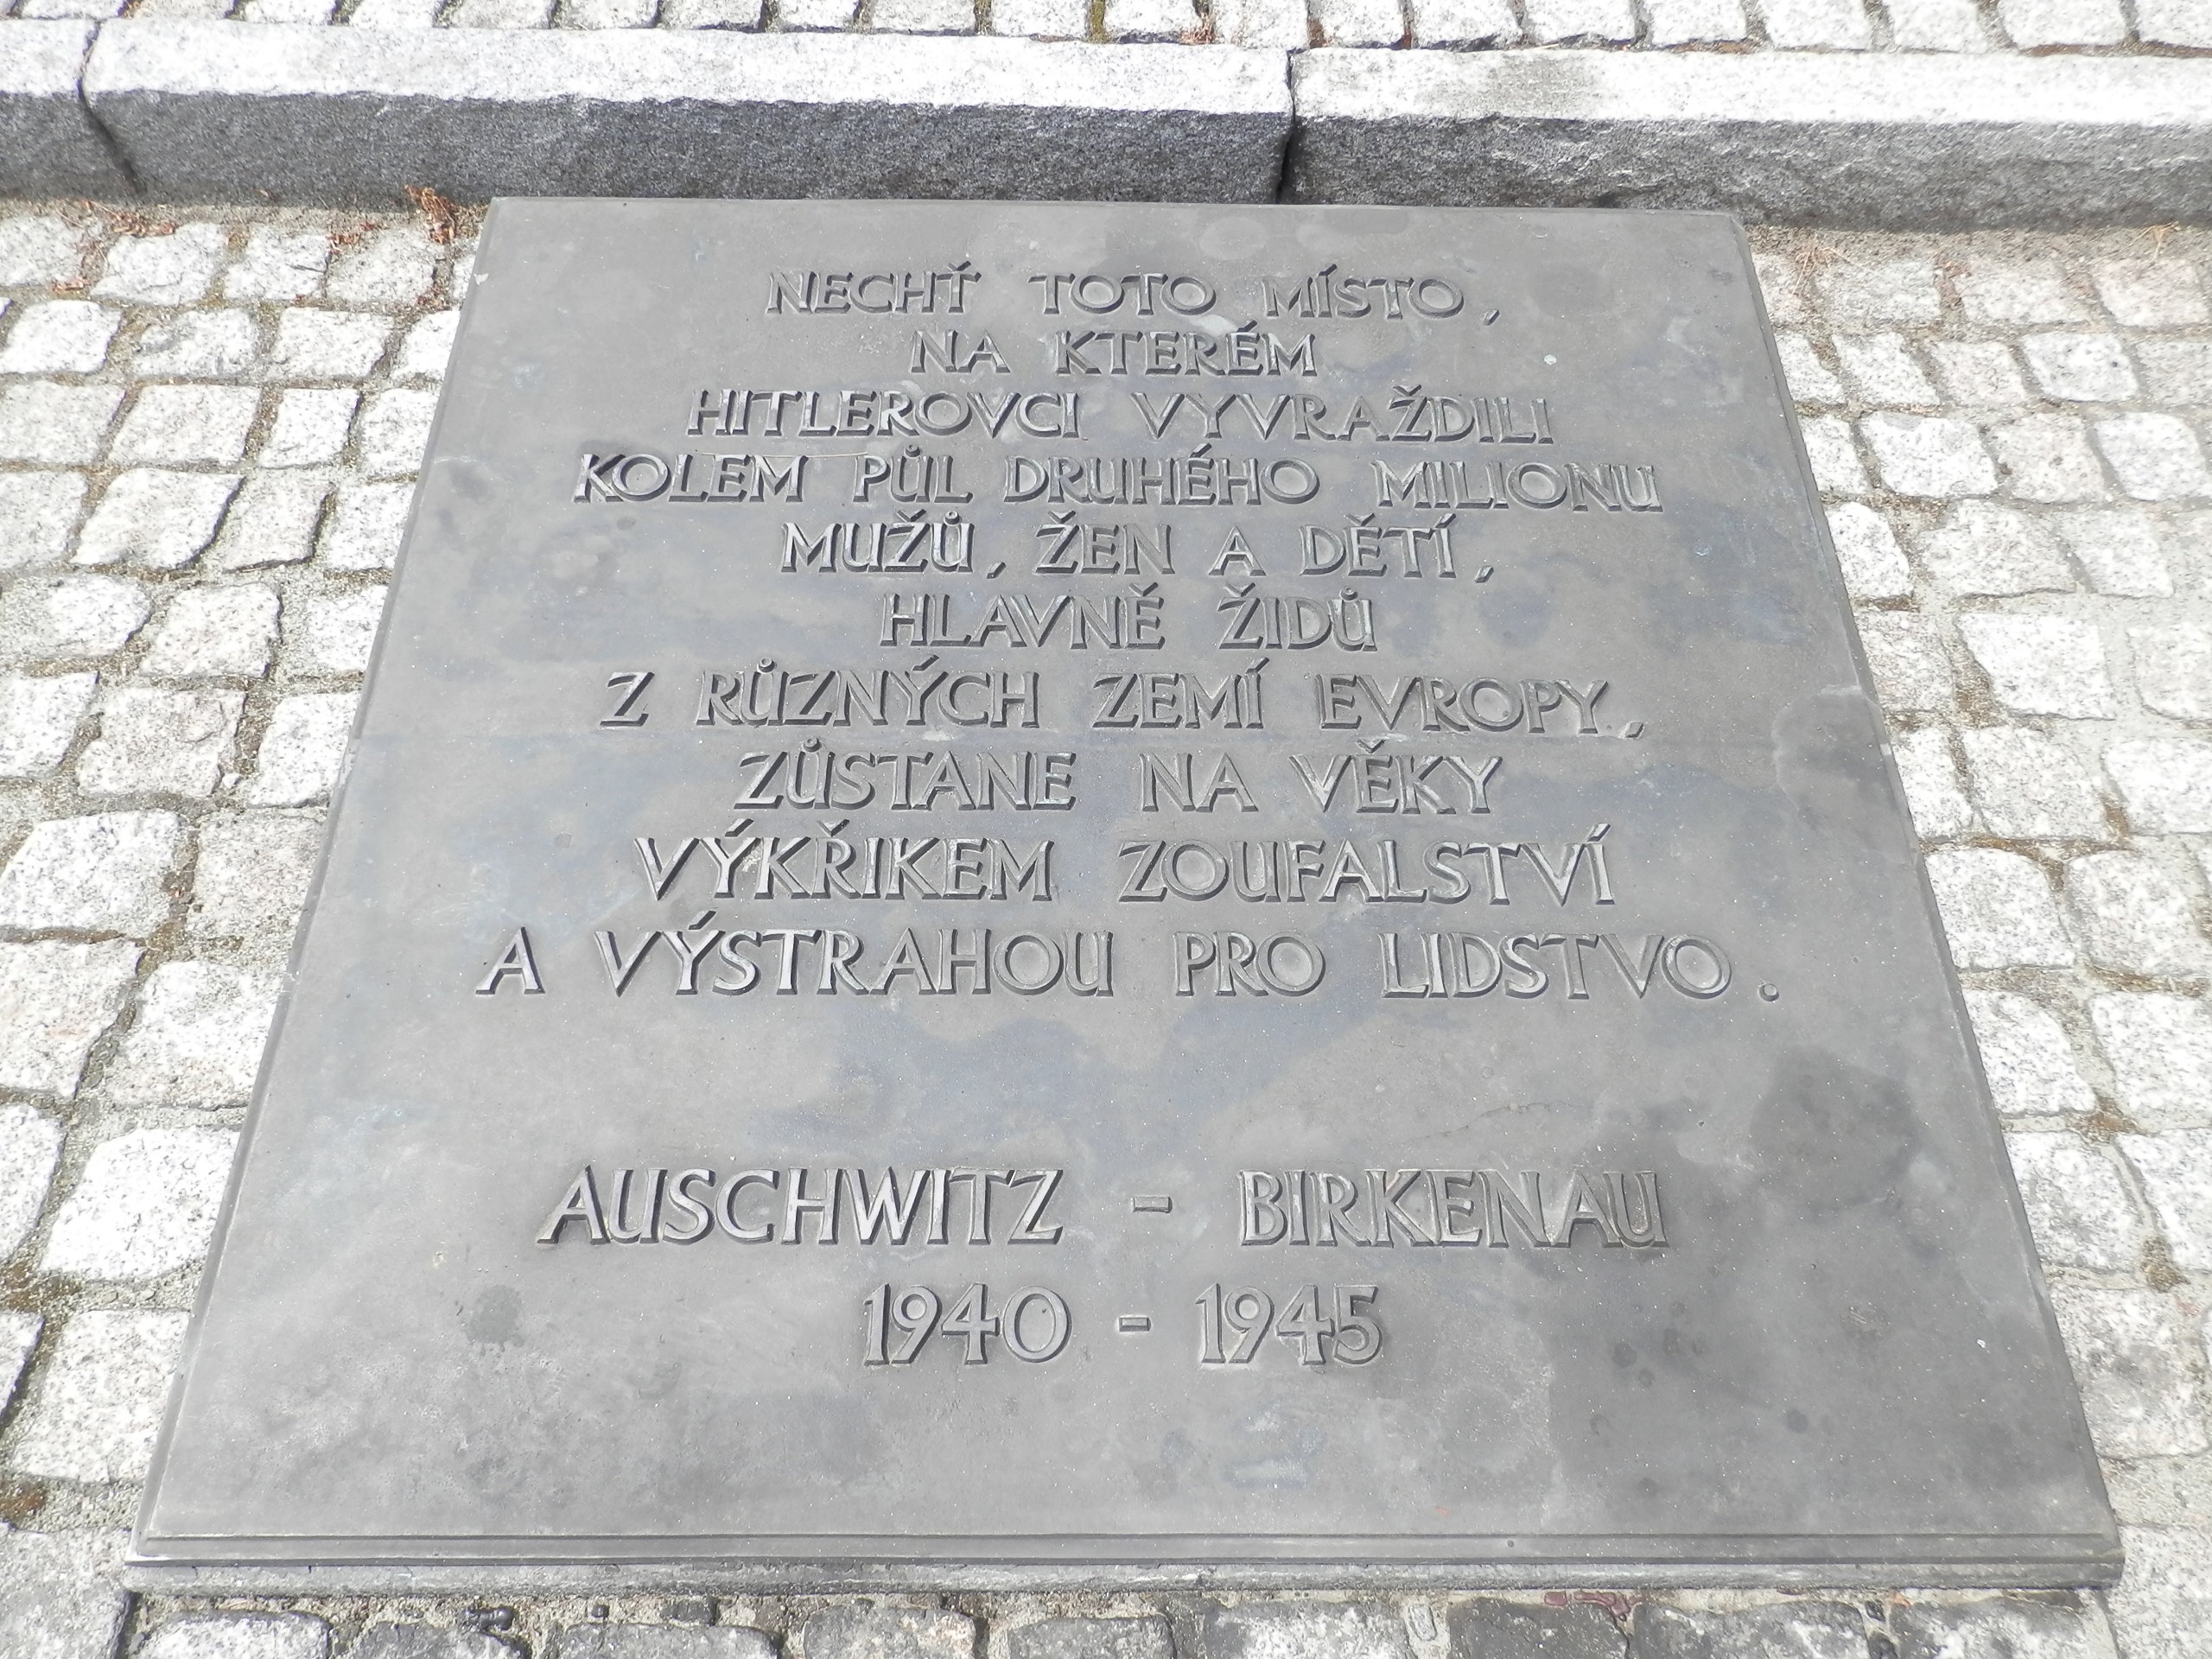 NECHŤ TOTO MÍSTO,
NA KTERÉM
HITLEROVCI VYVRAŽDILI
KOLEM PŮL DRUHÉHO MILIONU
MUŽŮ, ŽEN A DĚTÍ,
HLAVNĚ ŽIDŮ
Z RŮZNÝCH ZEMÍ EVROPY,
ZŮSTANE NA VĚKY
VÝKŘIKEM ZOUFALSTVÍ
A VÝSTRAHOU PRO LIDSTVO.
AUSCHWITZ - BIRKENAU
1940 - 1945